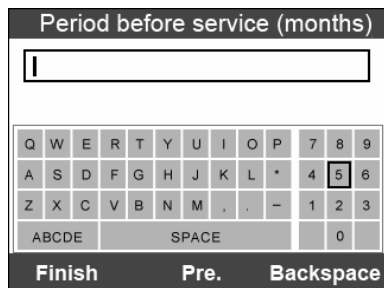 Period before service (months)
Q W E R T Y U I O P 7 8 9
A S D F G H J K L * 4 5 6
Z X C V B N M , . - 1 2 3
ABCDE SPACE 0
Finish Pre. Backspace